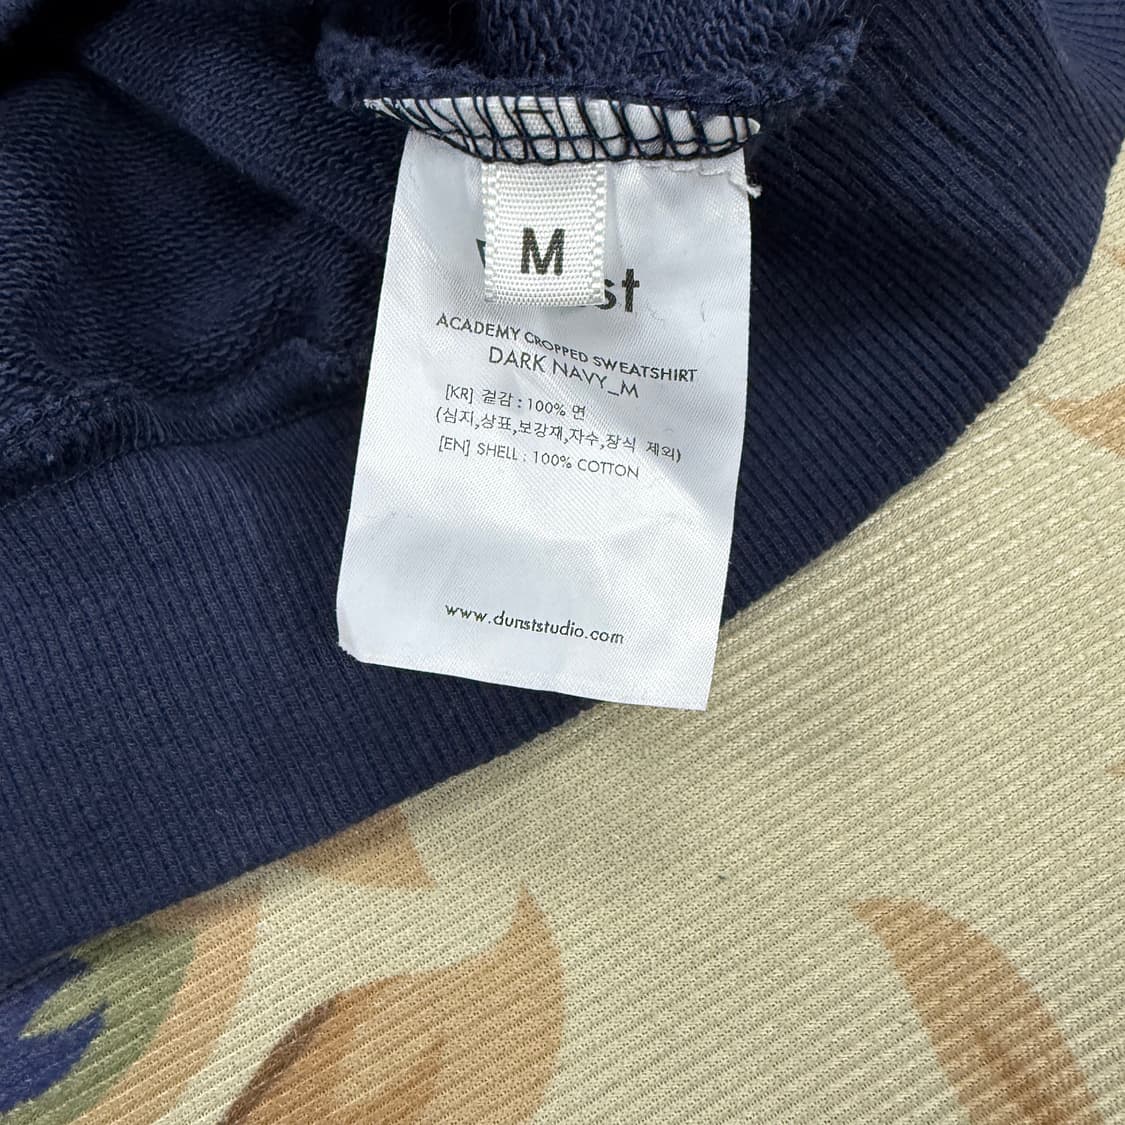 M
st
ACADEMY CROPPED SWEATSHIRT
DARK NAVY_M
[KR] 겉감 : 100% 면
(심지,상표,보강재,자수,장식 제외)
[EN] SHELL : 100% COTTON
www.dunststudio.com